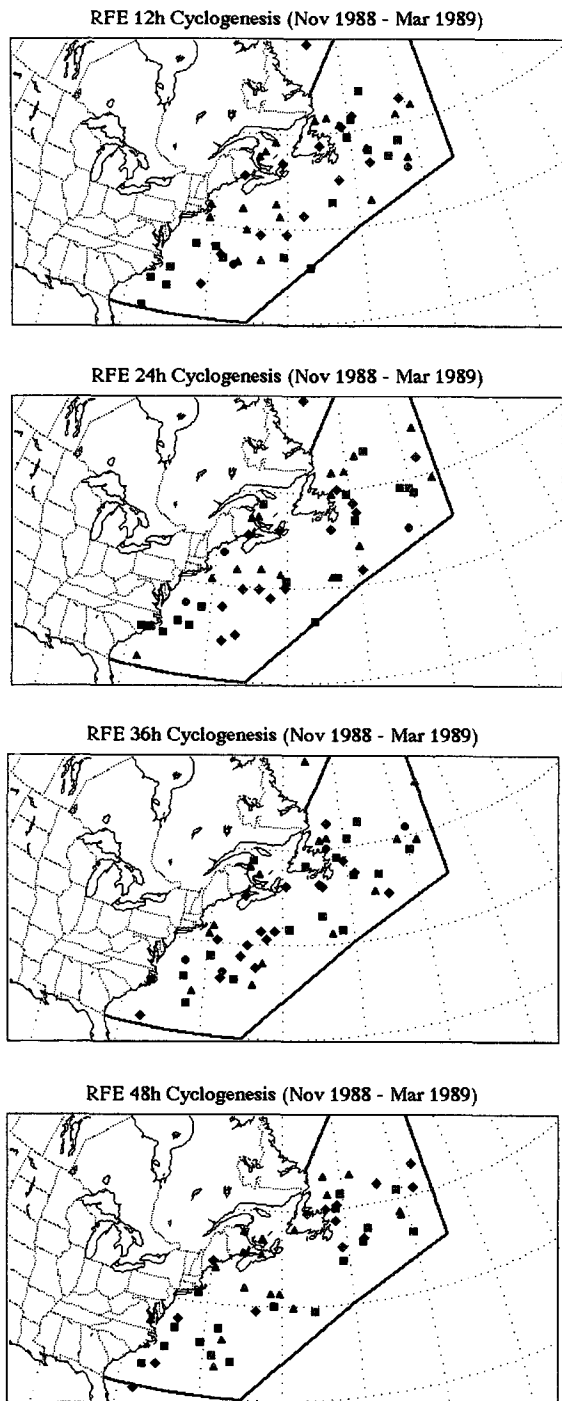 RFE 12h Cyclogenesis (Nov 1988 - Mar 1989)
RFE 24h Cyclogenesis (Nov 1988 - Mar 1989)
RFE 36h Cyclogenesis (Nov 1988 - Mar 1989)
RFE 48h Cyclogenesis (Nov 1988 - Mar 1989)